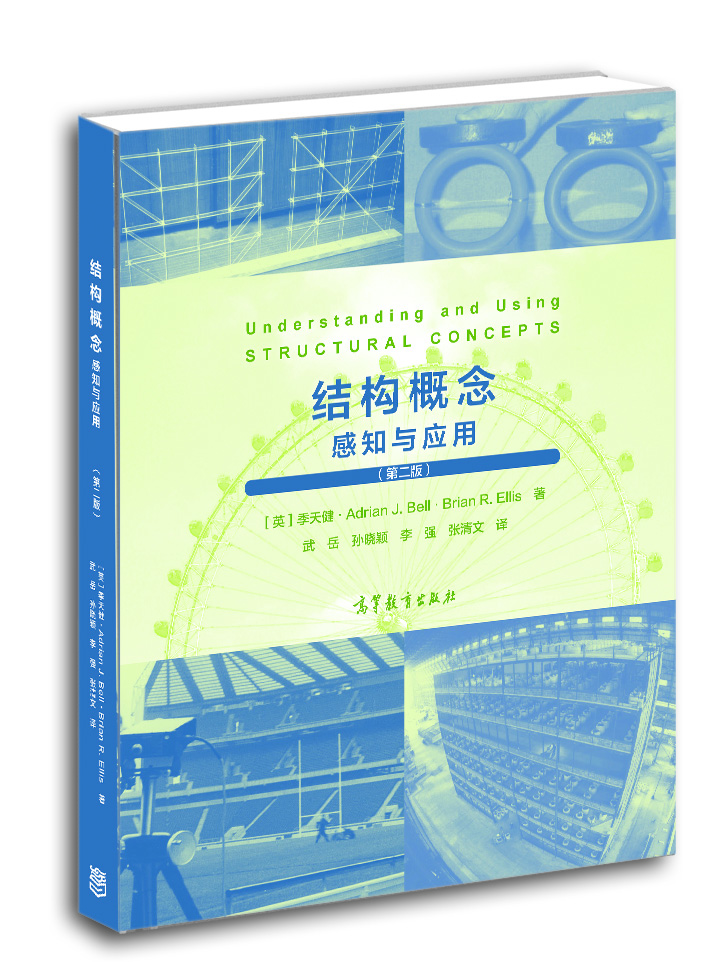 Understanding and Using
STRUCTURAL CONCEPTS
结构概念
感知与应用
（第二版）
［英］季天健·Adrian J. Bell·Brian R. Ellis 著
武 岳 孙晓颖 李 强 张清文 译
高等教育出版社
结构概念 感知与应用 （第二版） ［英］季天健·Adrian J. Bell·Brian R. Ellis 著
武 岳 孙晓颖 李 强 张清文 译